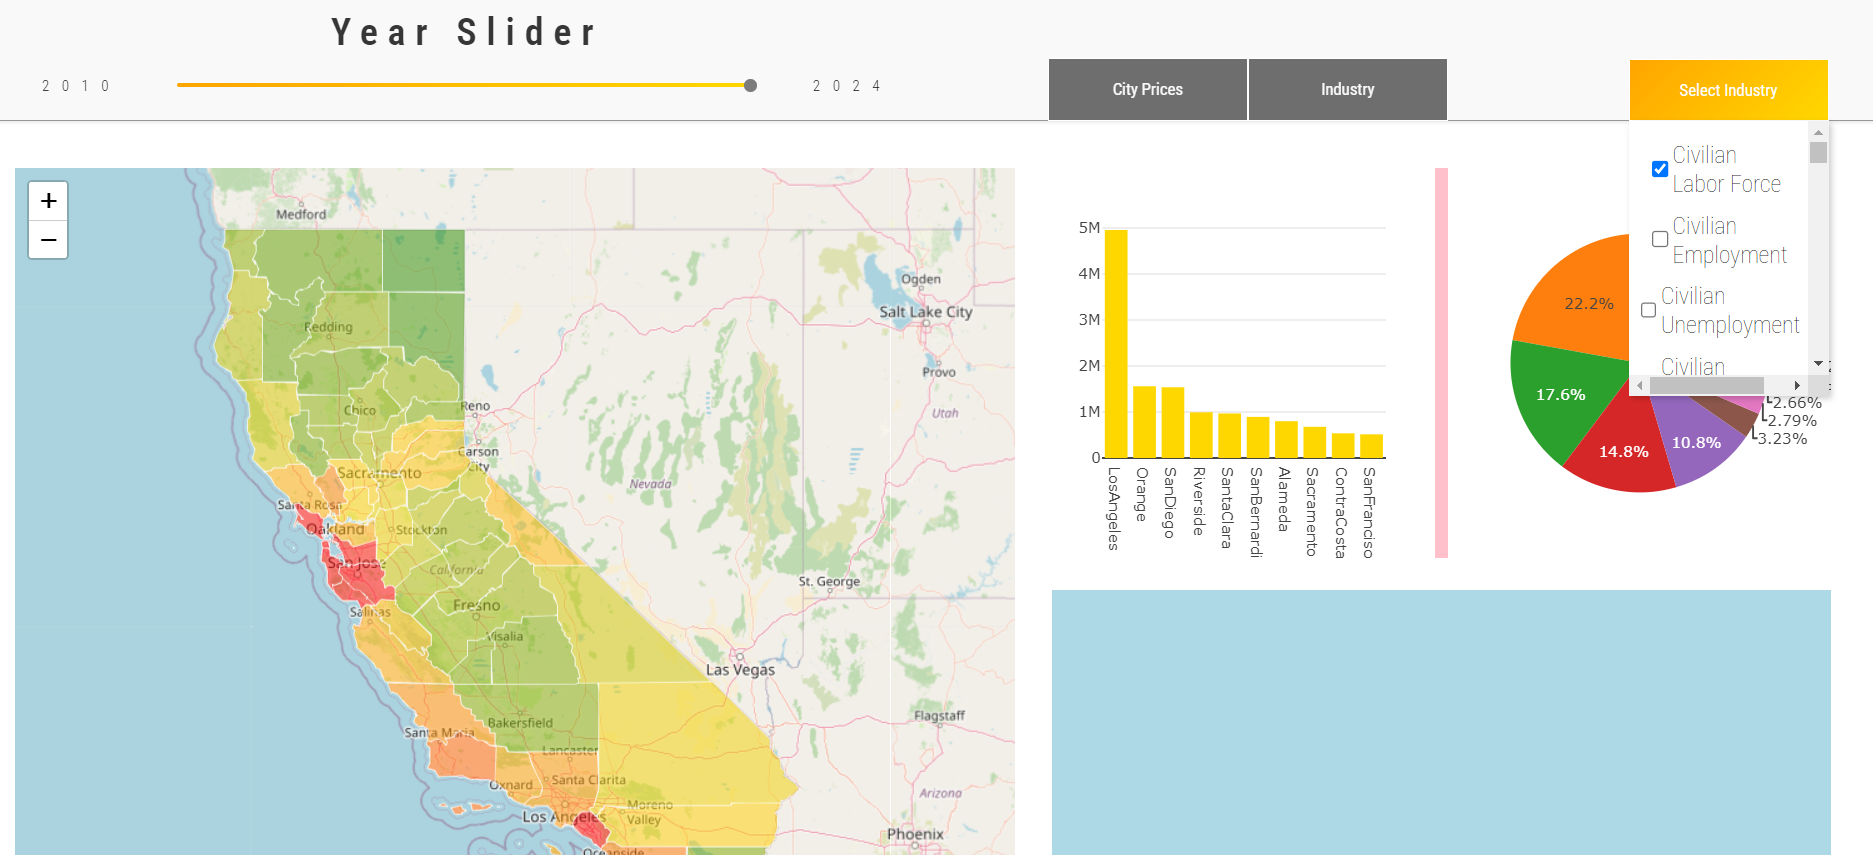 Year Slider
2010
2024
City Prices
Industry
Select Industry
Civilian
Labor Force
Civilian
Employment
Civilian
Unemployment
Civilian
+
−
Medford
Redding
Chico
Reno
Carson
City
Sacramento
Santa Rosa
Oakland
Stockton
San Jose
California
Salinas
Fresno
Visalia
Bakersfield
Santa Maria
Lancaster
Santa Clarita
Oxnard
Moreno
Valley
Los Angeles
Oceanside
Nevada
Ogden
Salt Lake City
Provo
Utah
St. George
Las Vegas
Flagstaff
Arizona
Phoenix
5M
4M
3M
2M
1M
0
LosAngeles
Orange
SanDiego
Riverside
SantaClara
SanBernardi
Alameda
Sacramento
ContraCosta
SanFrancisco
22.2%
17.6%
14.8%
10.8%
2.66%
2.79%
3.23%